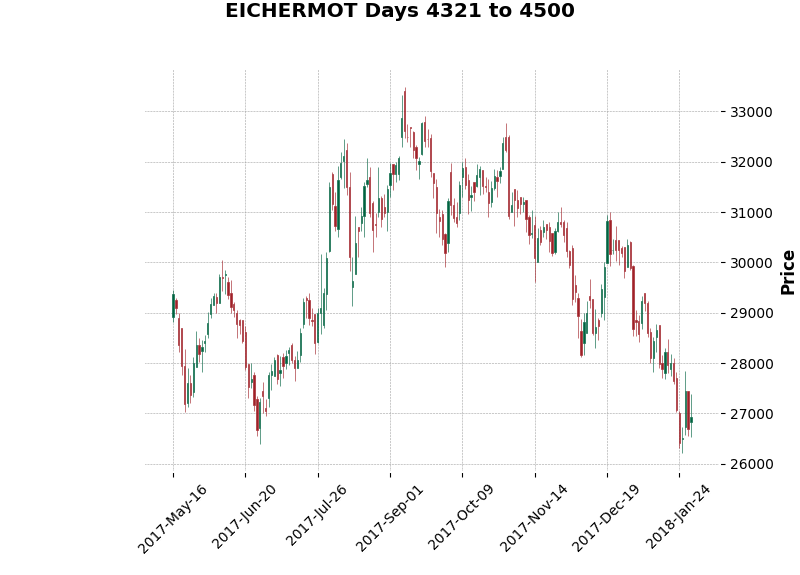 EICHERMOT Days 4321 to 4500
33000
32000
31000
30000
29000
28000
27000
26000
Price
2017-May-16
2017-Jun-20
2017-Jul-26
2017-Sep-01
2017-Oct-09
2017-Nov-14
2017-Dec-19
2018-Jan-24